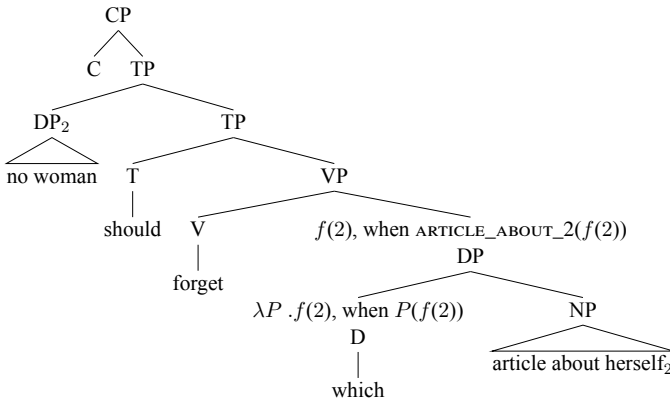 CP
C TP
DP₂ TP
no woman T VP
should V f(2), when ARTICLE_ABOUT_2(f(2))
forget DP
λP .f(2), when P(f(2)) NP
D article about herself₂
which